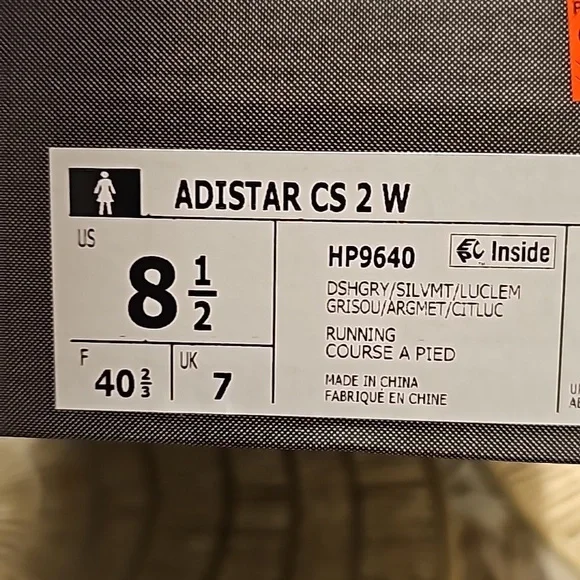 ADISTAR CS 2 W
US
8 1/2
F
40 2/3
UK
7
HP9640
Inside
DSHGRY/SILVMT/LUCLEM
GRISOU/ARGMET/CITLUC
RUNNING
COURSE A PIED
MADE IN CHINA
FABRIQUÉ EN CHINE